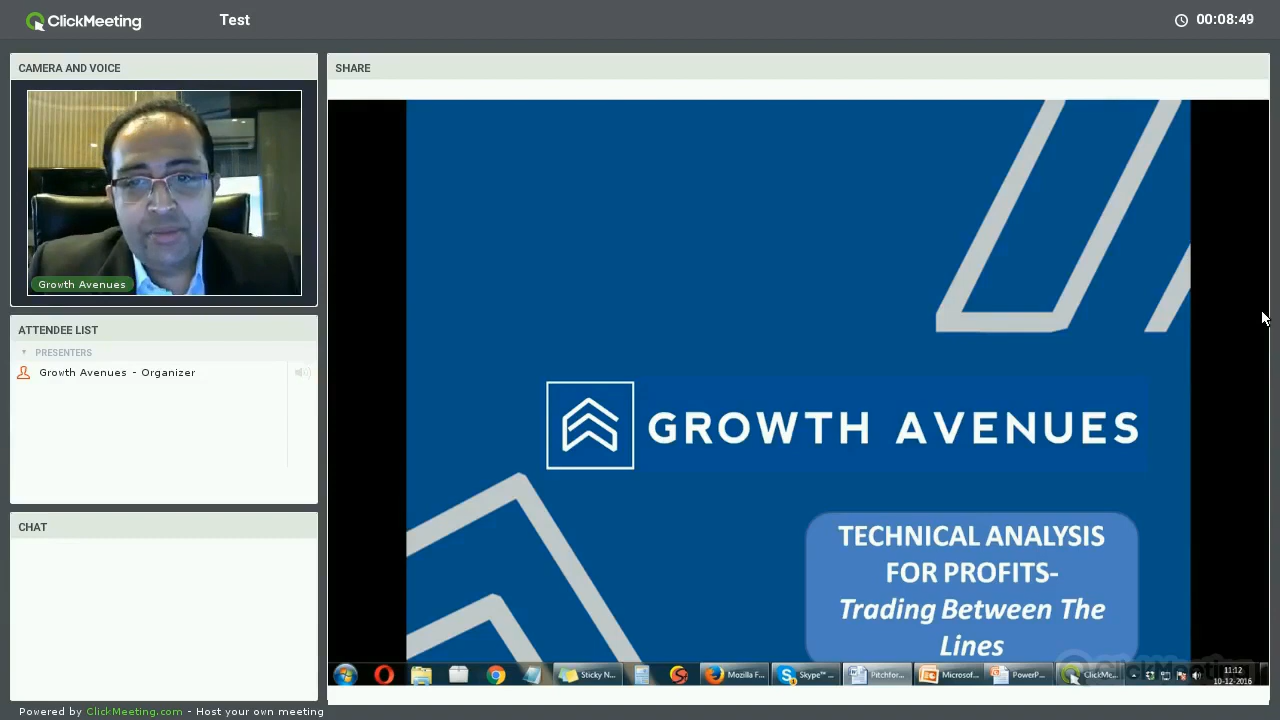 ClickMeeting
Test
00:08:49
CAMERA AND VOICE
Growth Avenues
ATTENDEE LIST
PRESENTERS
Growth Avenues - Organizer
CHAT
SHARE
GROWTH AVENUES
TECHNICAL ANALYSIS
FOR PROFITS-
Trading Between The
Lines
Sticky N...
Mozilla F...
Skype™ ...
Pitchfor...
Microsof...
PowerP...
ClickMe...
ClickMeeting
11:12
10-12-2016
Powered by ClickMeeting.com - Host your own meeting